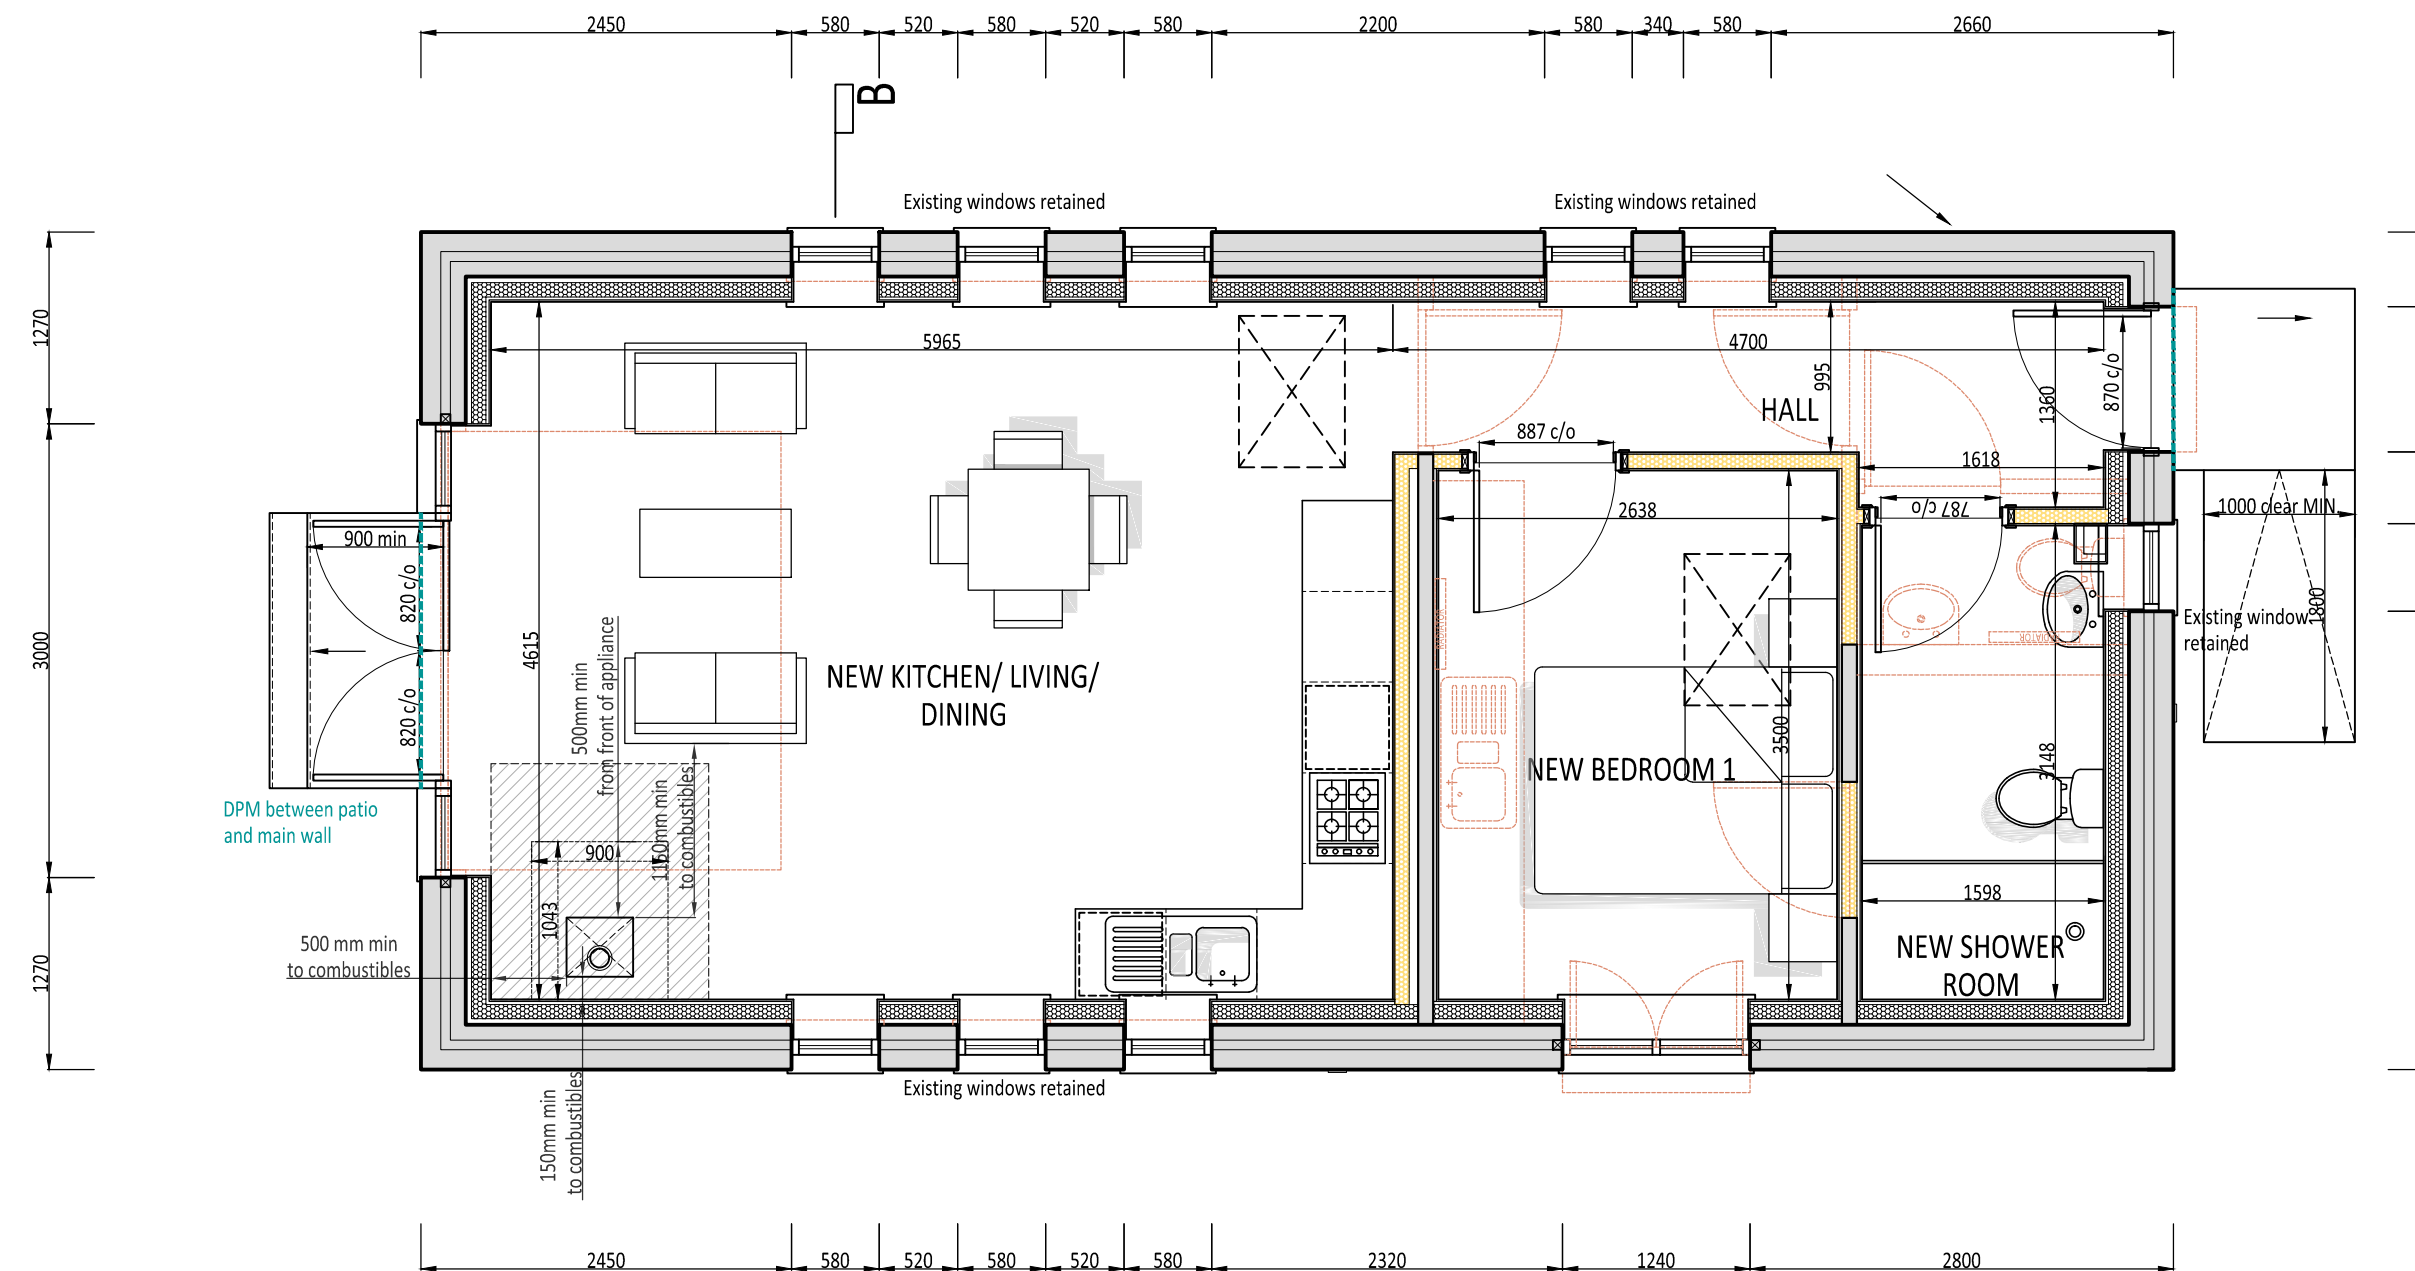 2450 580 520 580 520 580 2200 580 340 580 2660
B
Existing windows retained
Existing windows retained
1270
3000
1270
5965
4700
995
HALL
1360
870 c/o
887 c/o
1618
2638
787 c/o
1000 clear MIN
1800
900 min
820 c/o
820 c/o
4615
500mm min
from front of appliance
NEW KITCHEN/ LIVING/
DINING
RADIATOR
RADIATOR
Existing window
retained
3500
NEW BEDROOM 1
3148
DPM between patio
and main wall
1150mm min
to combustibles
900
1043
500 mm min
to combustibles
1598
NEW SHOWER
ROOM
150mm min
to combustibles
Existing windows retained
2450 580 520 580 520 580 2320 1240 2800